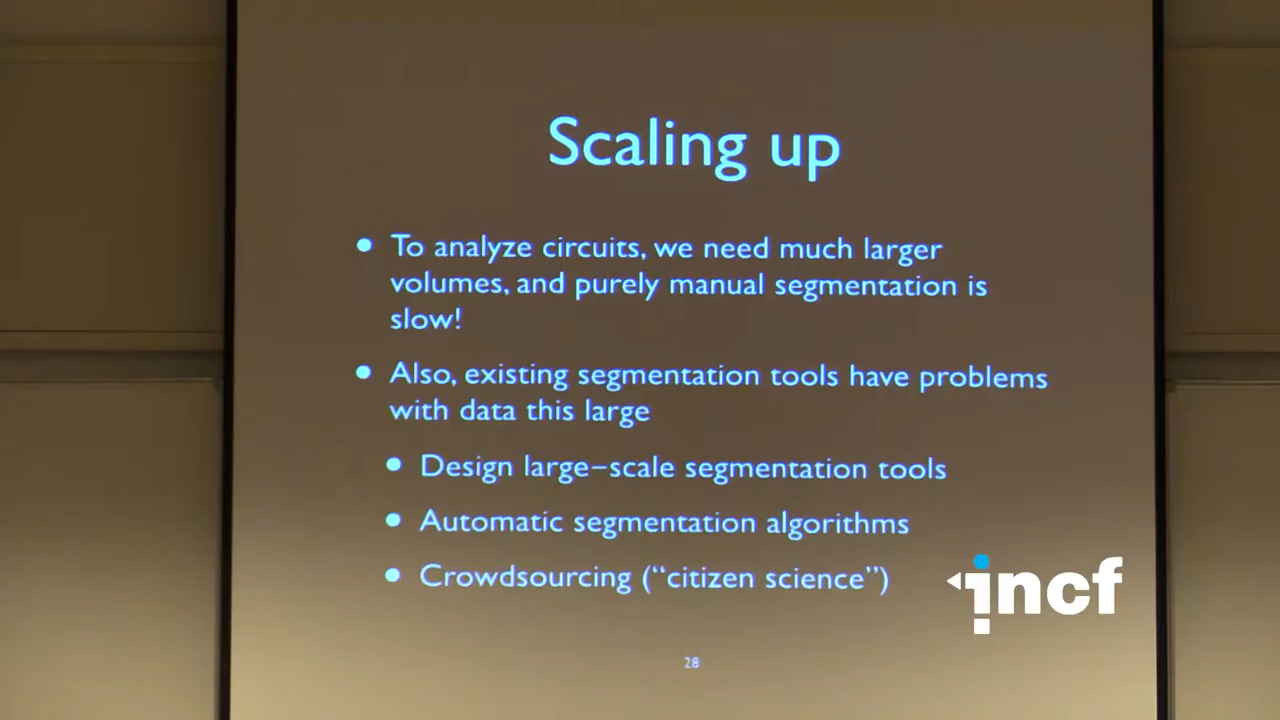 Scaling up
• To analyze circuits, we need much larger
volumes, and purely manual segmentation is
slow!
• Also, existing segmentation tools have problems
with data this large
• Design large-scale segmentation tools
• Automatic segmentation algorithms
• Crowdsourcing (“citizen science”)
incf
28